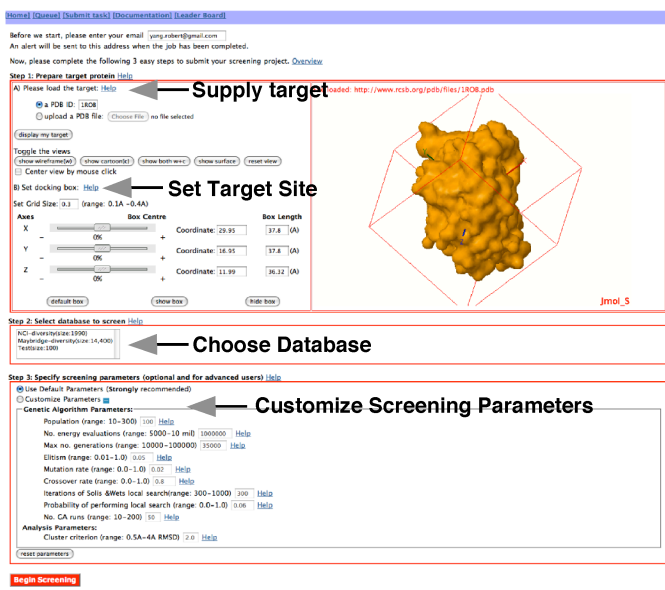 Home] [Queue] [Submit task] [Documentation] [Leader Board]
Before we start, please enter your email yang.robert@gmail.com
An alert will be sent to this address when the job has been completed.
Now, please complete the following 3 easy steps to submit your screening project. Overview
Step 1: Prepare target protein Help
A) Please load the target: Help
Supply target
loaded: http://www.rcsb.org/pdb/files/1ROB.pdb
a PDB ID: 1ROB
upload a PDB file: Choose File no file selected
display my target
Toggle the views
show wireframe(w) show cartoon(c) show both w+c show surface reset view
Center view by mouse click
B) Set docking box: Help
Set Target Site
Set Grid Size: 0.3 (range: 0.1A -0.4A)
Axes Box Centre Box Length
X Coordinate: 29.95 37.8 (A)
- 0% +
Y Coordinate: 16.95 37.8 (A)
- 0% +
Z Coordinate: 11.99 36.32 (A)
- 0% +
default box show box hide box
Jmol_S
Step 2: Select database to screen Help
NCI-diversity(size:1990)
Maybridge-diversity(size:14,400)
Test(size:100)
Choose Database
Step 3: Specify screening parameters (optional and for advanced users) Help
Use Default Parameters (Strongly recommended)
Customize Parameters
Customize Screening Parameters
Genetic Algorithm Parameters:
Population (range: 10-300) 100 Help
No. energy evaluations (range: 5000-10 mil) 1000000 Help
Max no. generations (range: 10000-100000) 35000 Help
Elitism (range: 0.01-1.0) 0.05 Help
Mutation rate (range: 0.0-1.0) 0.02 Help
Crossover rate (range: 0.0-1.0) 0.8 Help
Iterations of Solis &Wets local search(range: 300-1000) 300 Help
Probability of performing local search (range: 0.0-1.0) 0.06 Help
No. GA runs (range: 10-200) 50 Help
Analysis Parameters:
Cluster criterion (range: 0.5A-4A RMSD) 2.0 Help
reset parameters
Begin Screening